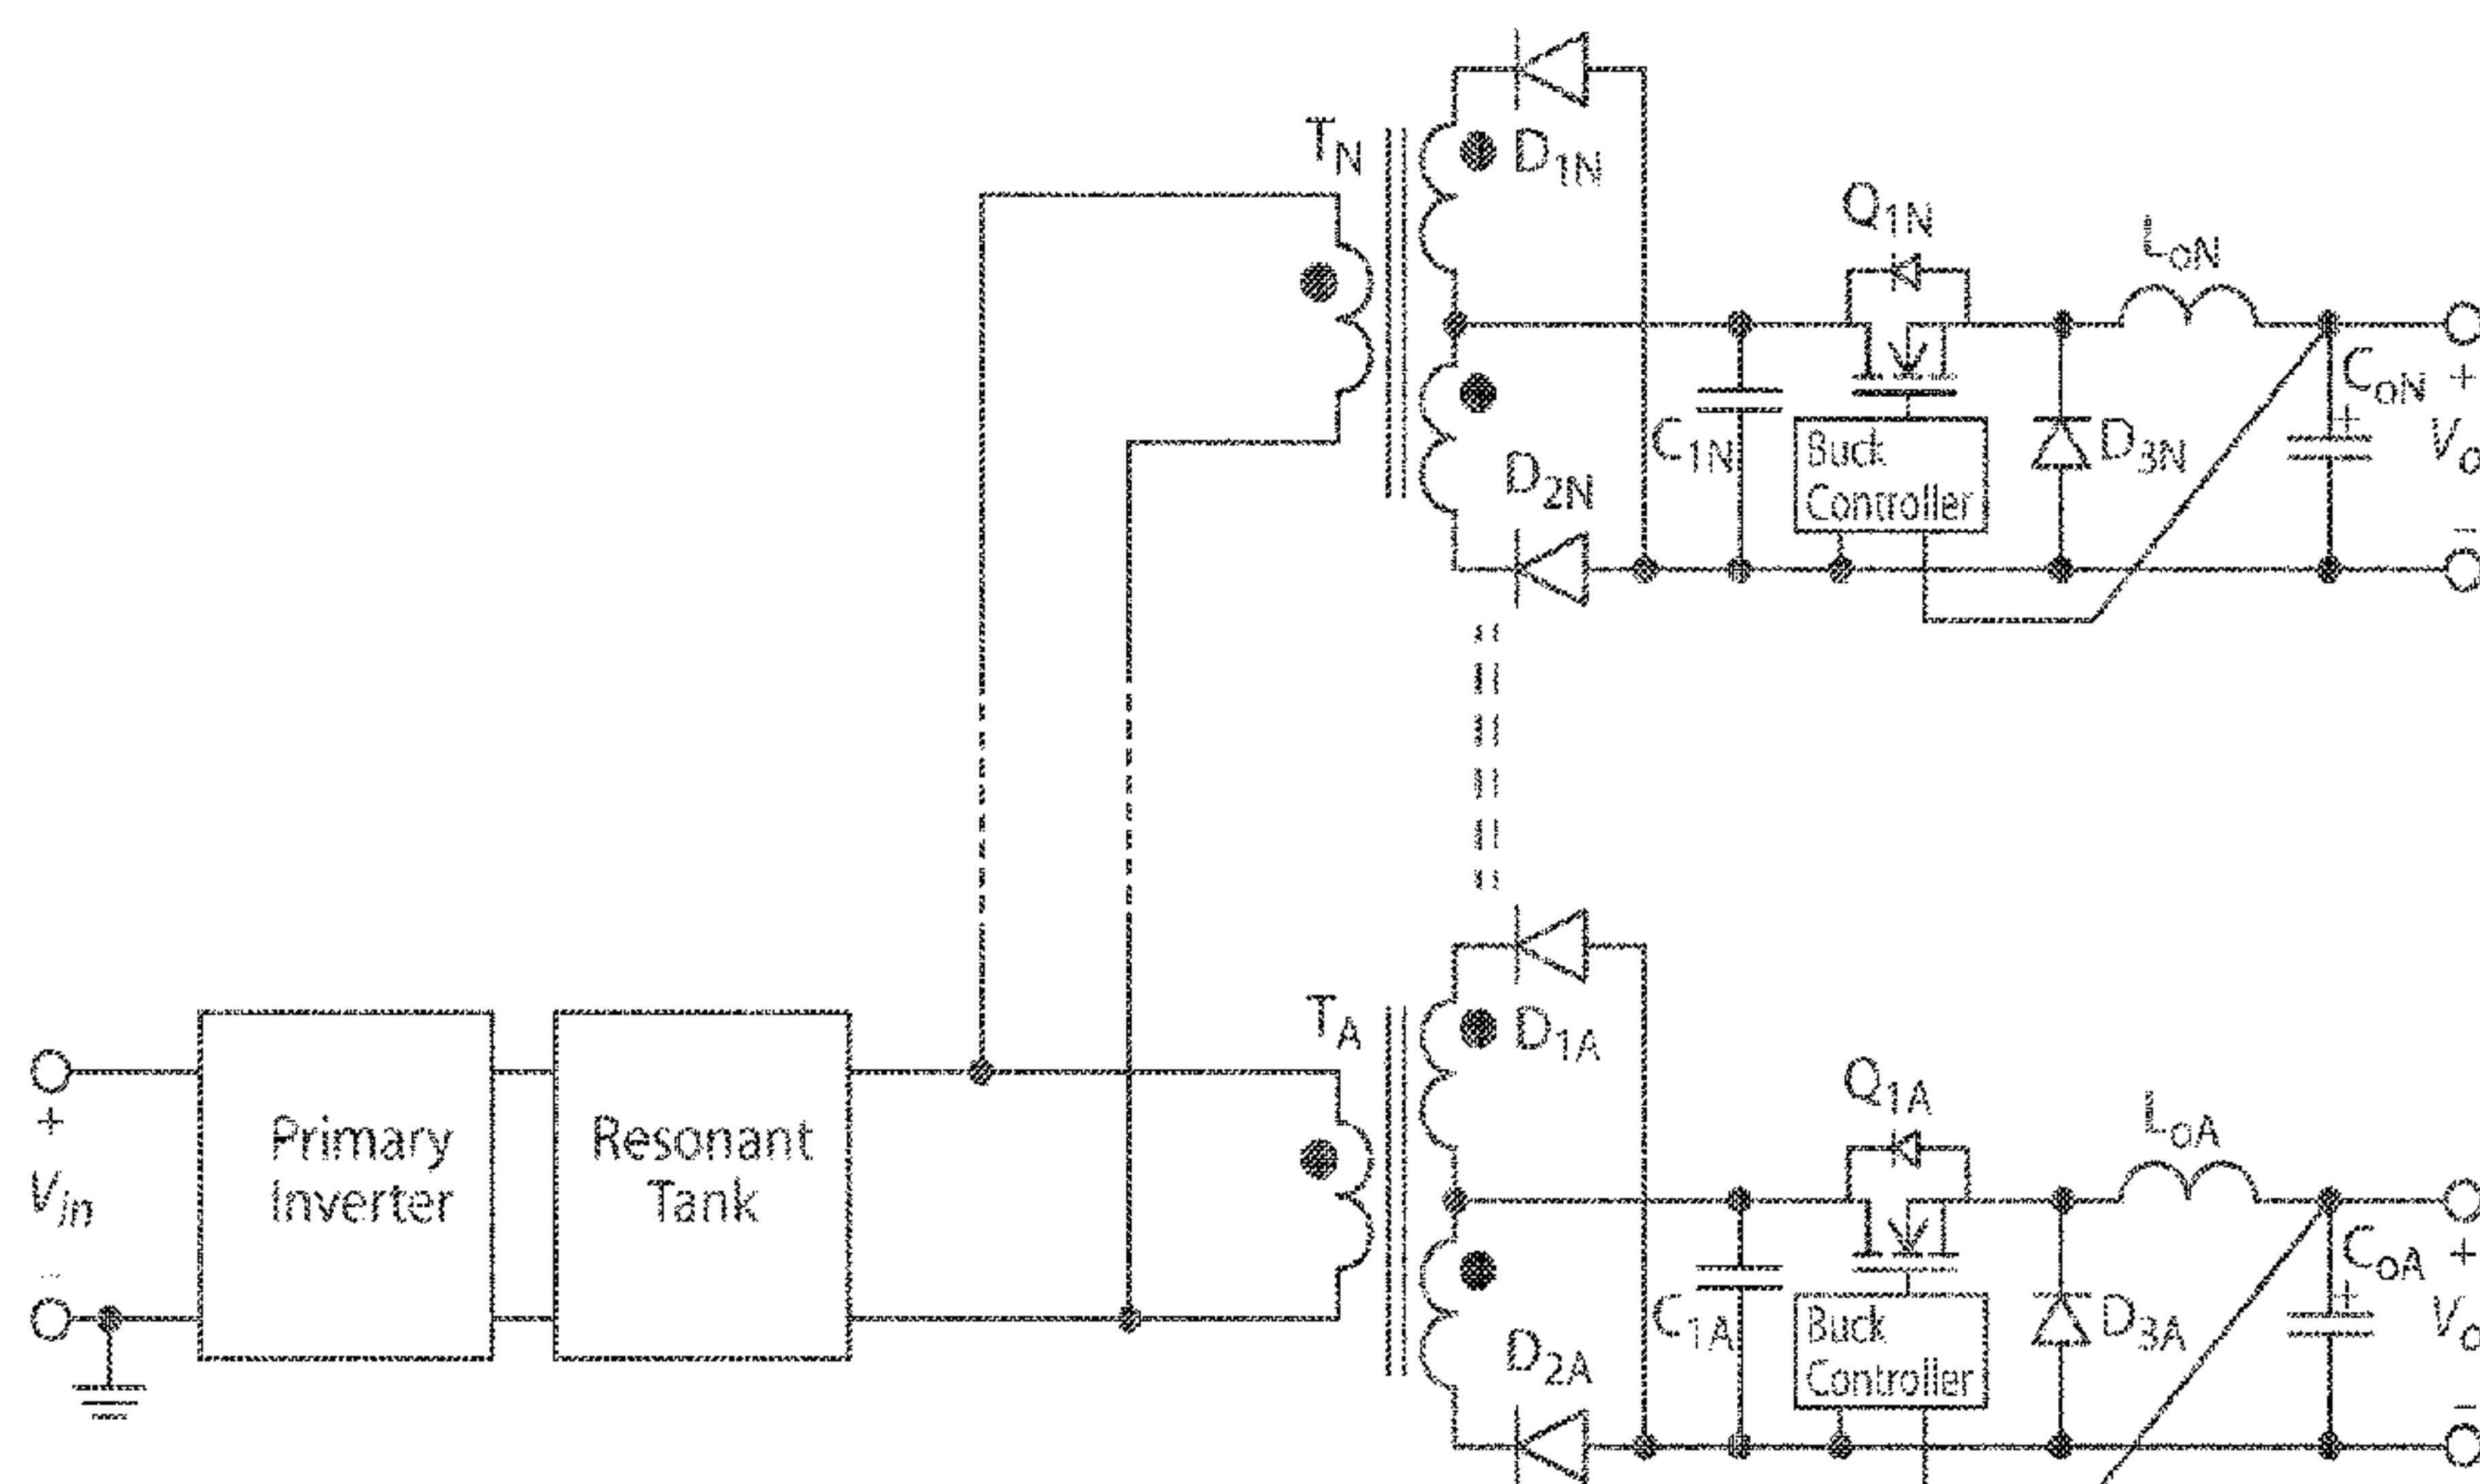 T_N
D_1N
Q_1N
L_oN
C_oN
+
+
C_1N
Buck
Controller
D_3N
V_o
D_2N
–
T_A
D_1A
Q_1A
L_oA
+
Primary
Inverter
Resonant
Tank
V_in
–
C_oA
+
+
C_1A
Buck
Controller
D_3A
V_o
D_2A
–